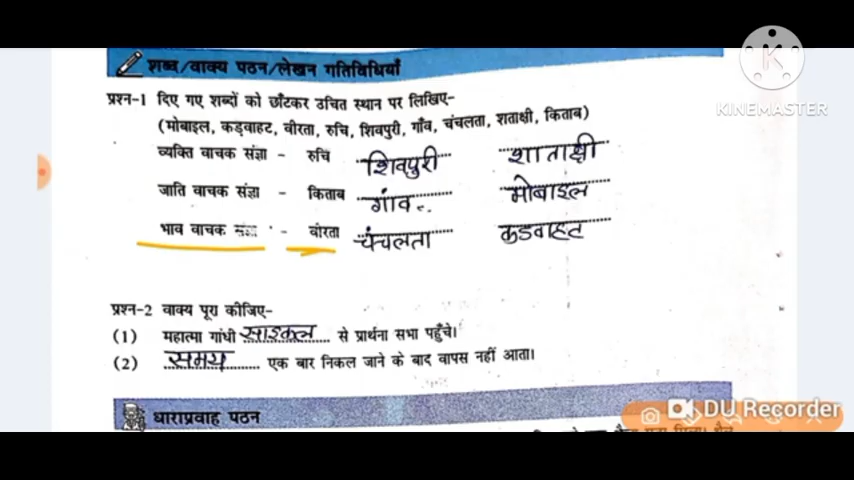 शब्द/वाक्य पठन/लेखन गतिविधियाँ
प्रश्न-1 दिए गए शब्दों को छाँटकर उचित स्थान पर लिखिए-
(मोबाइल, कड़वाहट, वीरता, रुचि, शिवपुरी, गाँव, चंचलता, शताक्षी, किताब)
व्यक्ति वाचक संज्ञा - रुचि शिवपुरी शाताक्षी
जाति वाचक संज्ञा - किताब गांव मोबाइल
भाव वाचक संज्ञा - वीरता चंचलता कडवाहट
प्रश्न-2 वाक्य पूरा कीजिए-
(1) महात्मा गांधी साइकल से प्रार्थना सभा पहुँचे।
(2) समय एक बार निकल जाने के बाद वापस नहीं आता।
धाराप्रवाह पठन
KINEMASTER
DU Recorder